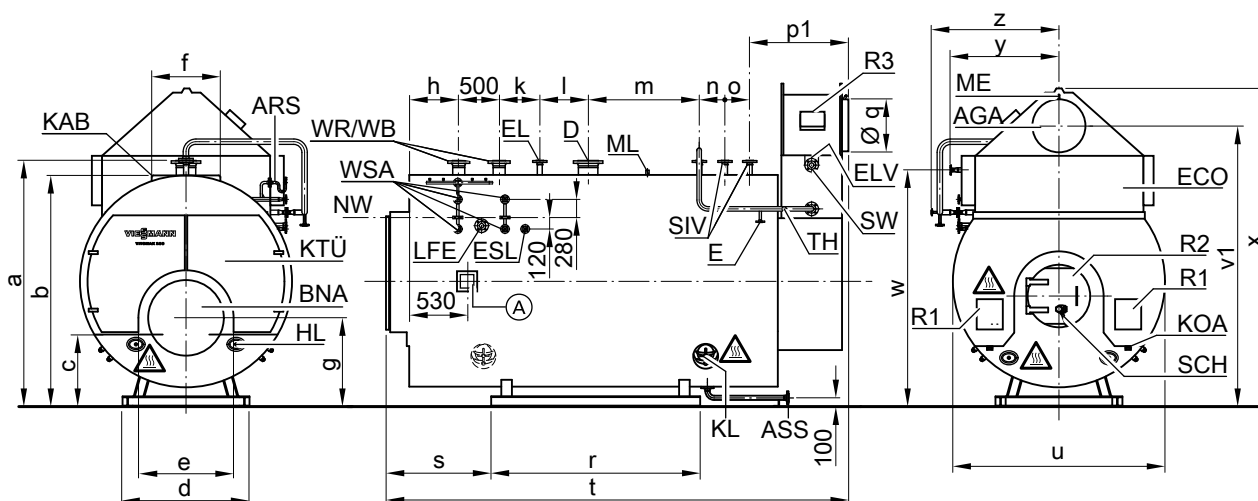 f
ARS
KAB
a
b
c
VIESMANN
KTÜ
BNA
HL
g
e
d
h
500
k
l
m
n
o
p1
R3
WR/WB
EL
D
ML
Ø q
WSA
ELV
NW
SW
LFE
ESL
120
280
SIV
E
TH
530
A
KL
ASS
100
s
r
t
z
y
ME
AGA
ECO
R2
R1
R1
KOA
SCH
w
v1
x
u